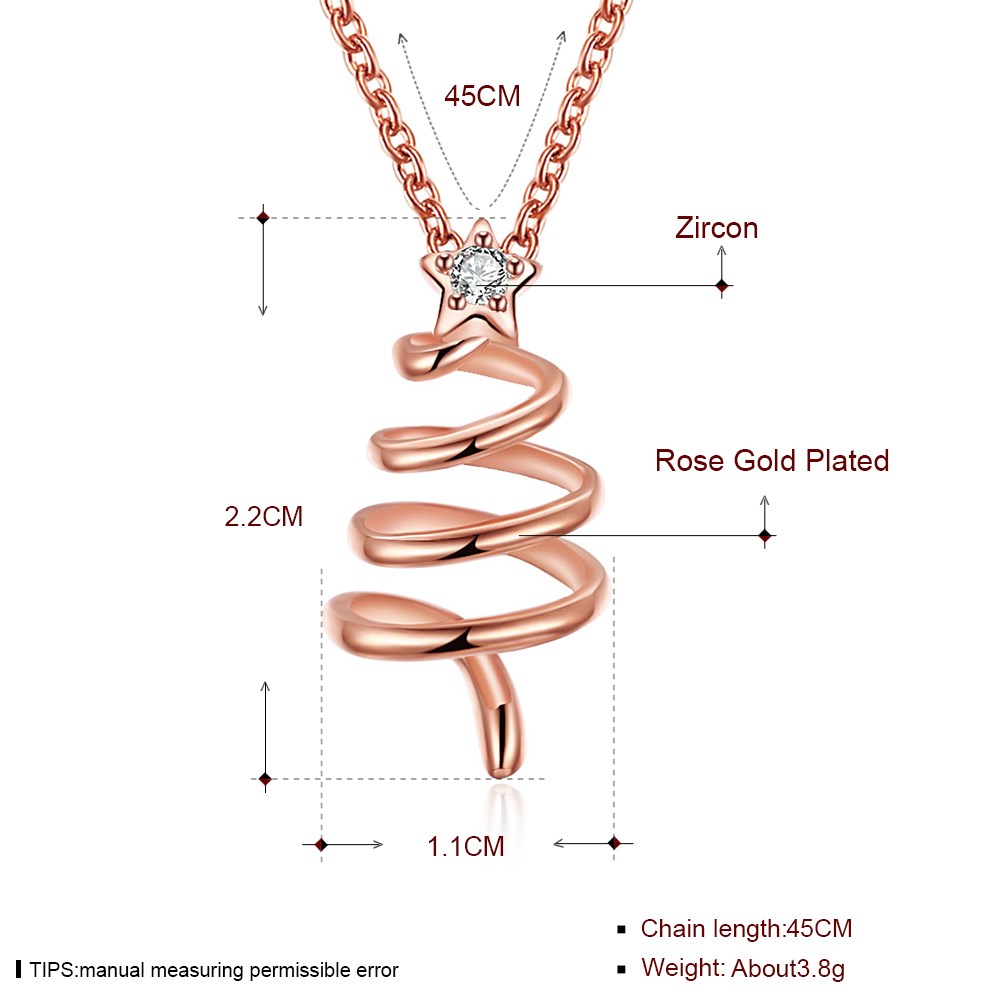 45CM
Zircon
Rose Gold Plated
2.2CM
1.1CM
Chain length:45CM
Weight: About3.8g
TIPS:manual measuring permissible error